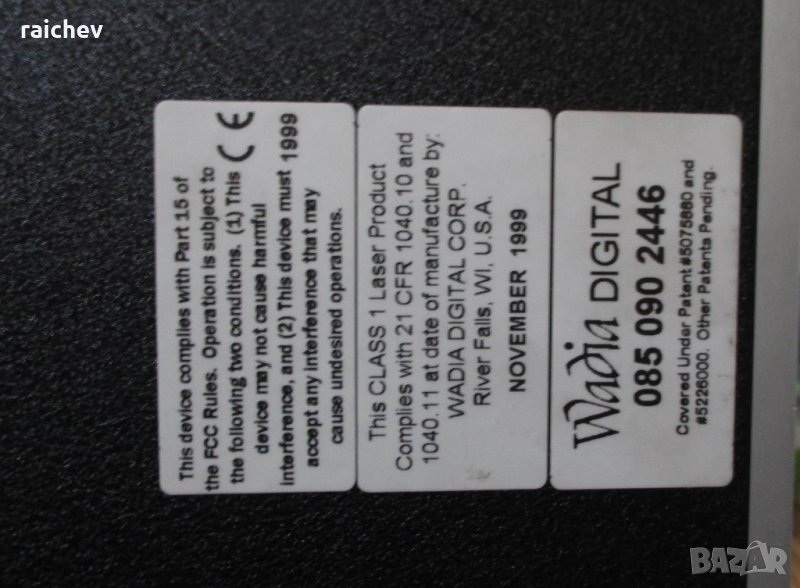 raichev
This device complies with Part 15 of
the FCC Rules. Operation is subject to
the following two conditions. (1) This
device may not cause harmful
interference, and (2) This device must
accept any interference that may
cause undesired operations.
CE
1999
This CLASS 1 Laser Product
Complies with 21 CFR 1040.10 and
1040.11 at date of manufacture by:
WADIA DIGITAL CORP.
River Falls, WI, U.S.A.
NOVEMBER 1999
Wadia DIGITAL
085 090 2446
Covered Under Patent #5075880 and
#5226000. Other Patents Pending.
BAZAR